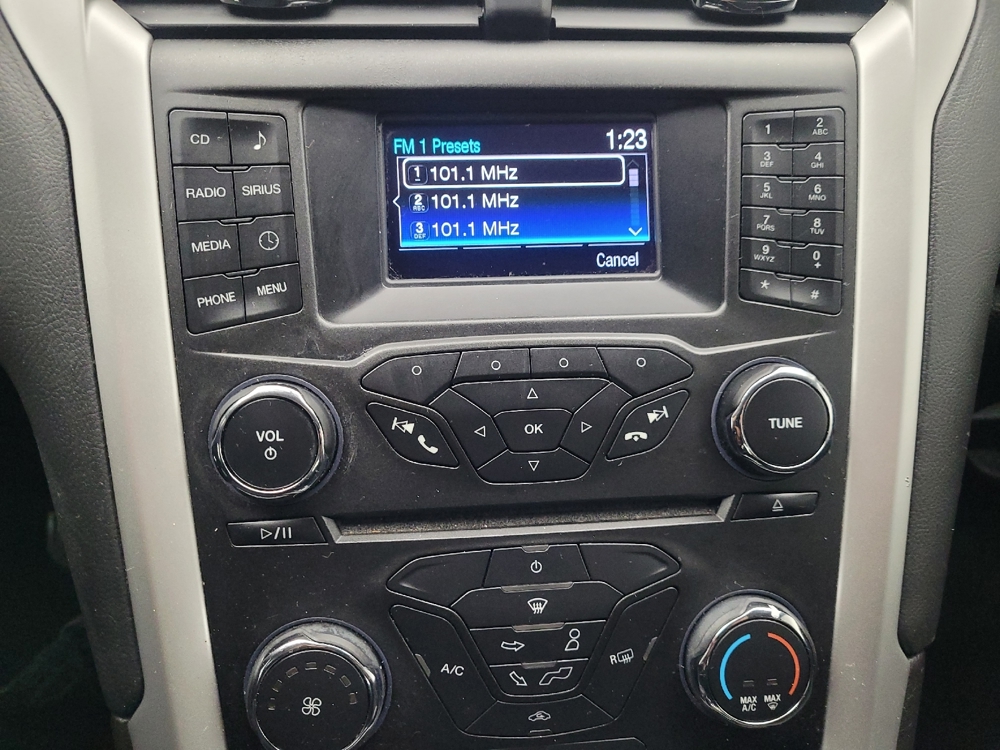 CD
RADIO SIRIUS
MEDIA
PHONE MENU
FM 1 Presets 1:23
1 101.1 MHz
2 ABC 101.1 MHz
3 DEF 101.1 MHz
Cancel
1 2 ABC
3 DEF 4 GHI
5 JKL 6 MNO
7 PQRS 8 TUV
9 WXYZ 0 +
* #
VOL
OK
TUNE
A/C
R
MAX A/C
MAX